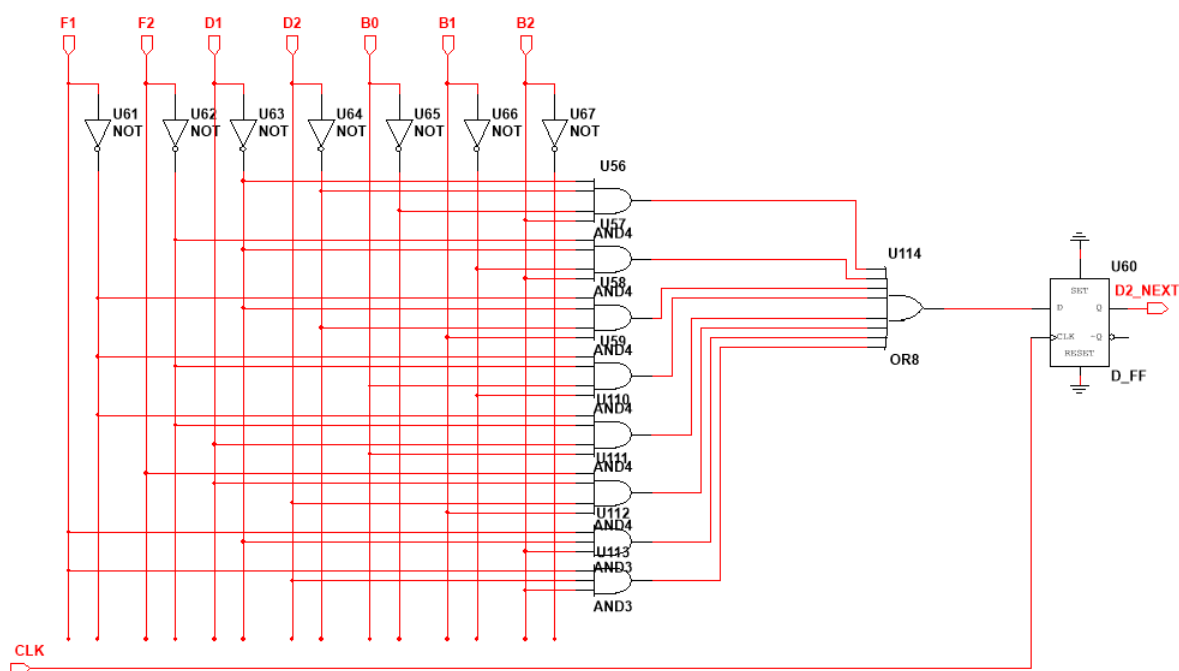 F1 F2 D1 D2 B0 B1 B2
U61 U62 U63 U64 U65 U66 U67
NOT NOT NOT NOT NOT NOT NOT
U56
U57
AND4
U58
AND4
U59
AND4
U110
AND4
U111
AND4
U112
AND4
U113
AND3
AND3
U114
OR8
U60
SET
D2_NEXT
D Q
CLK ~Q
RESET
D_FF
CLK